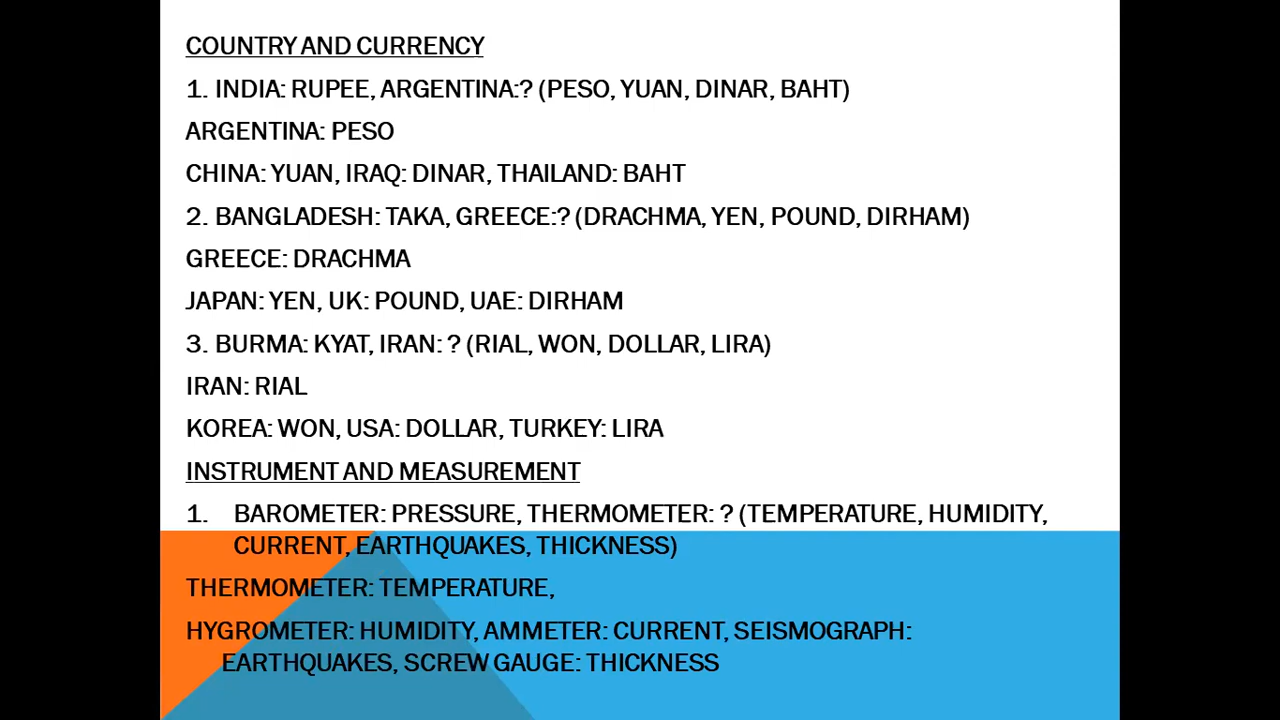 COUNTRY AND CURRENCY
1. INDIA: RUPEE, ARGENTINA:? (PESO, YUAN, DINAR, BAHT)
ARGENTINA: PESO
CHINA: YUAN, IRAQ: DINAR, THAILAND: BAHT
2. BANGLADESH: TAKA, GREECE:? (DRACHMA, YEN, POUND, DIRHAM)
GREECE: DRACHMA
JAPAN: YEN, UK: POUND, UAE: DIRHAM
3. BURMA: KYAT, IRAN: ? (RIAL, WON, DOLLAR, LIRA)
IRAN: RIAL
KOREA: WON, USA: DOLLAR, TURKEY: LIRA
INSTRUMENT AND MEASUREMENT
1. BAROMETER: PRESSURE, THERMOMETER: ? (TEMPERATURE, HUMIDITY,
CURRENT, EARTHQUAKES, THICKNESS)
THERMOMETER: TEMPERATURE,
HYGROMETER: HUMIDITY, AMMETER: CURRENT, SEISMOGRAPH:
EARTHQUAKES, SCREW GAUGE: THICKNESS